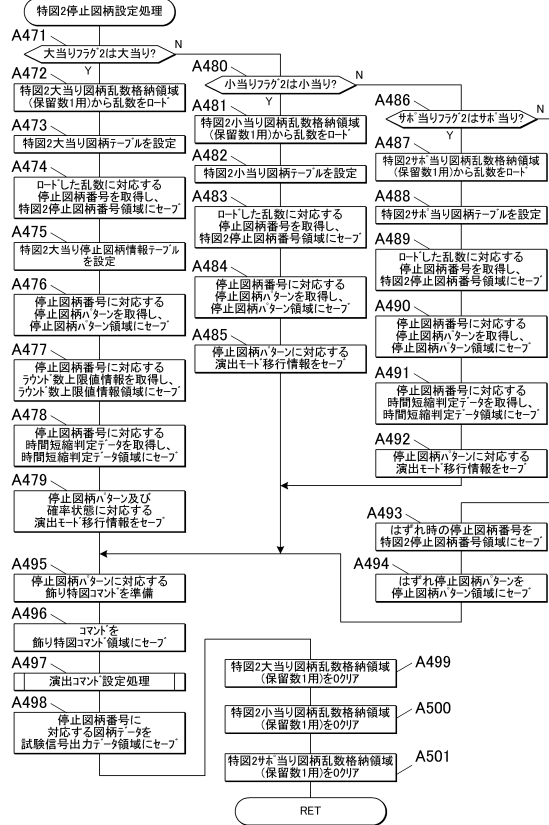 特図2停止図柄設定処理
A471
大当りフラグ2は大当り?
N
Y
A472
特図2大当り図柄乱数格納領域
(保留数1用)から乱数をロード
A473
特図2大当り図柄テーブルを設定
A474
ロードした乱数に対応する
停止図柄番号を取得し、
特図2停止図柄番号領域にセーブ
A475
特図2大当り停止図柄情報テーブル
を設定
A476
停止図柄番号に対応する
停止図柄パターンを取得し、
停止図柄パターン領域にセーブ
A477
停止図柄番号に対応する
ラウンド数上限値情報を取得し、
ラウンド数上限値情報領域にセーブ
A478
停止図柄番号に対応する
時間短縮判定データを取得し、
時間短縮判定データ領域にセーブ
A479
停止図柄パターン及び
確率状態に対応する
演出モード移行情報をセーブ
A480
小当りフラグ2は小当り?
N
Y
A481
特図2小当り図柄乱数格納領域
(保留数1用)から乱数をロード
A482
特図2小当り図柄テーブルを設定
A483
ロードした乱数に対応する
停止図柄番号を取得し、
特図2停止図柄番号領域にセーブ
A484
停止図柄番号に対応する
停止図柄パターンを取得し、
停止図柄パターン領域にセーブ
A485
停止図柄パターンに対応する
演出モード移行情報をセーブ
A486
サポ当りフラグ2はサポ当り?
N
Y
A487
特図2サポ当り図柄乱数格納領域
(保留数1用)から乱数をロード
A488
特図2サポ当り図柄テーブルを設定
A489
ロードした乱数に対応する
停止図柄番号を取得し、
特図2停止図柄番号領域にセーブ
A490
停止図柄番号に対応する
停止図柄パターンを取得し、
停止図柄パターン領域にセーブ
A491
停止図柄番号に対応する
時間短縮判定データを取得し、
時間短縮判定データ領域にセーブ
A492
停止図柄パターンに対応する
演出モード移行情報をセーブ
A493
はずれ時の停止図柄番号を
特図2停止図柄番号領域にセーブ
A494
はずれ停止図柄パターンを
停止図柄パターン領域にセーブ
A495
停止図柄パターンに対応する
飾り特図コマンドを準備
A496
コマンドを
飾り特図コマンド領域にセーブ
A497
演出コマンド設定処理
A498
停止図柄番号に
対応する図柄データを
試験信号出力データ領域にセーブ
A499
特図2大当り図柄乱数格納領域
(保留数1用)を0クリア
A500
特図2小当り図柄乱数格納領域
(保留数1用)を0クリア
A501
特図2サポ当り図柄乱数格納領域
(保留数1用)を0クリア
RET